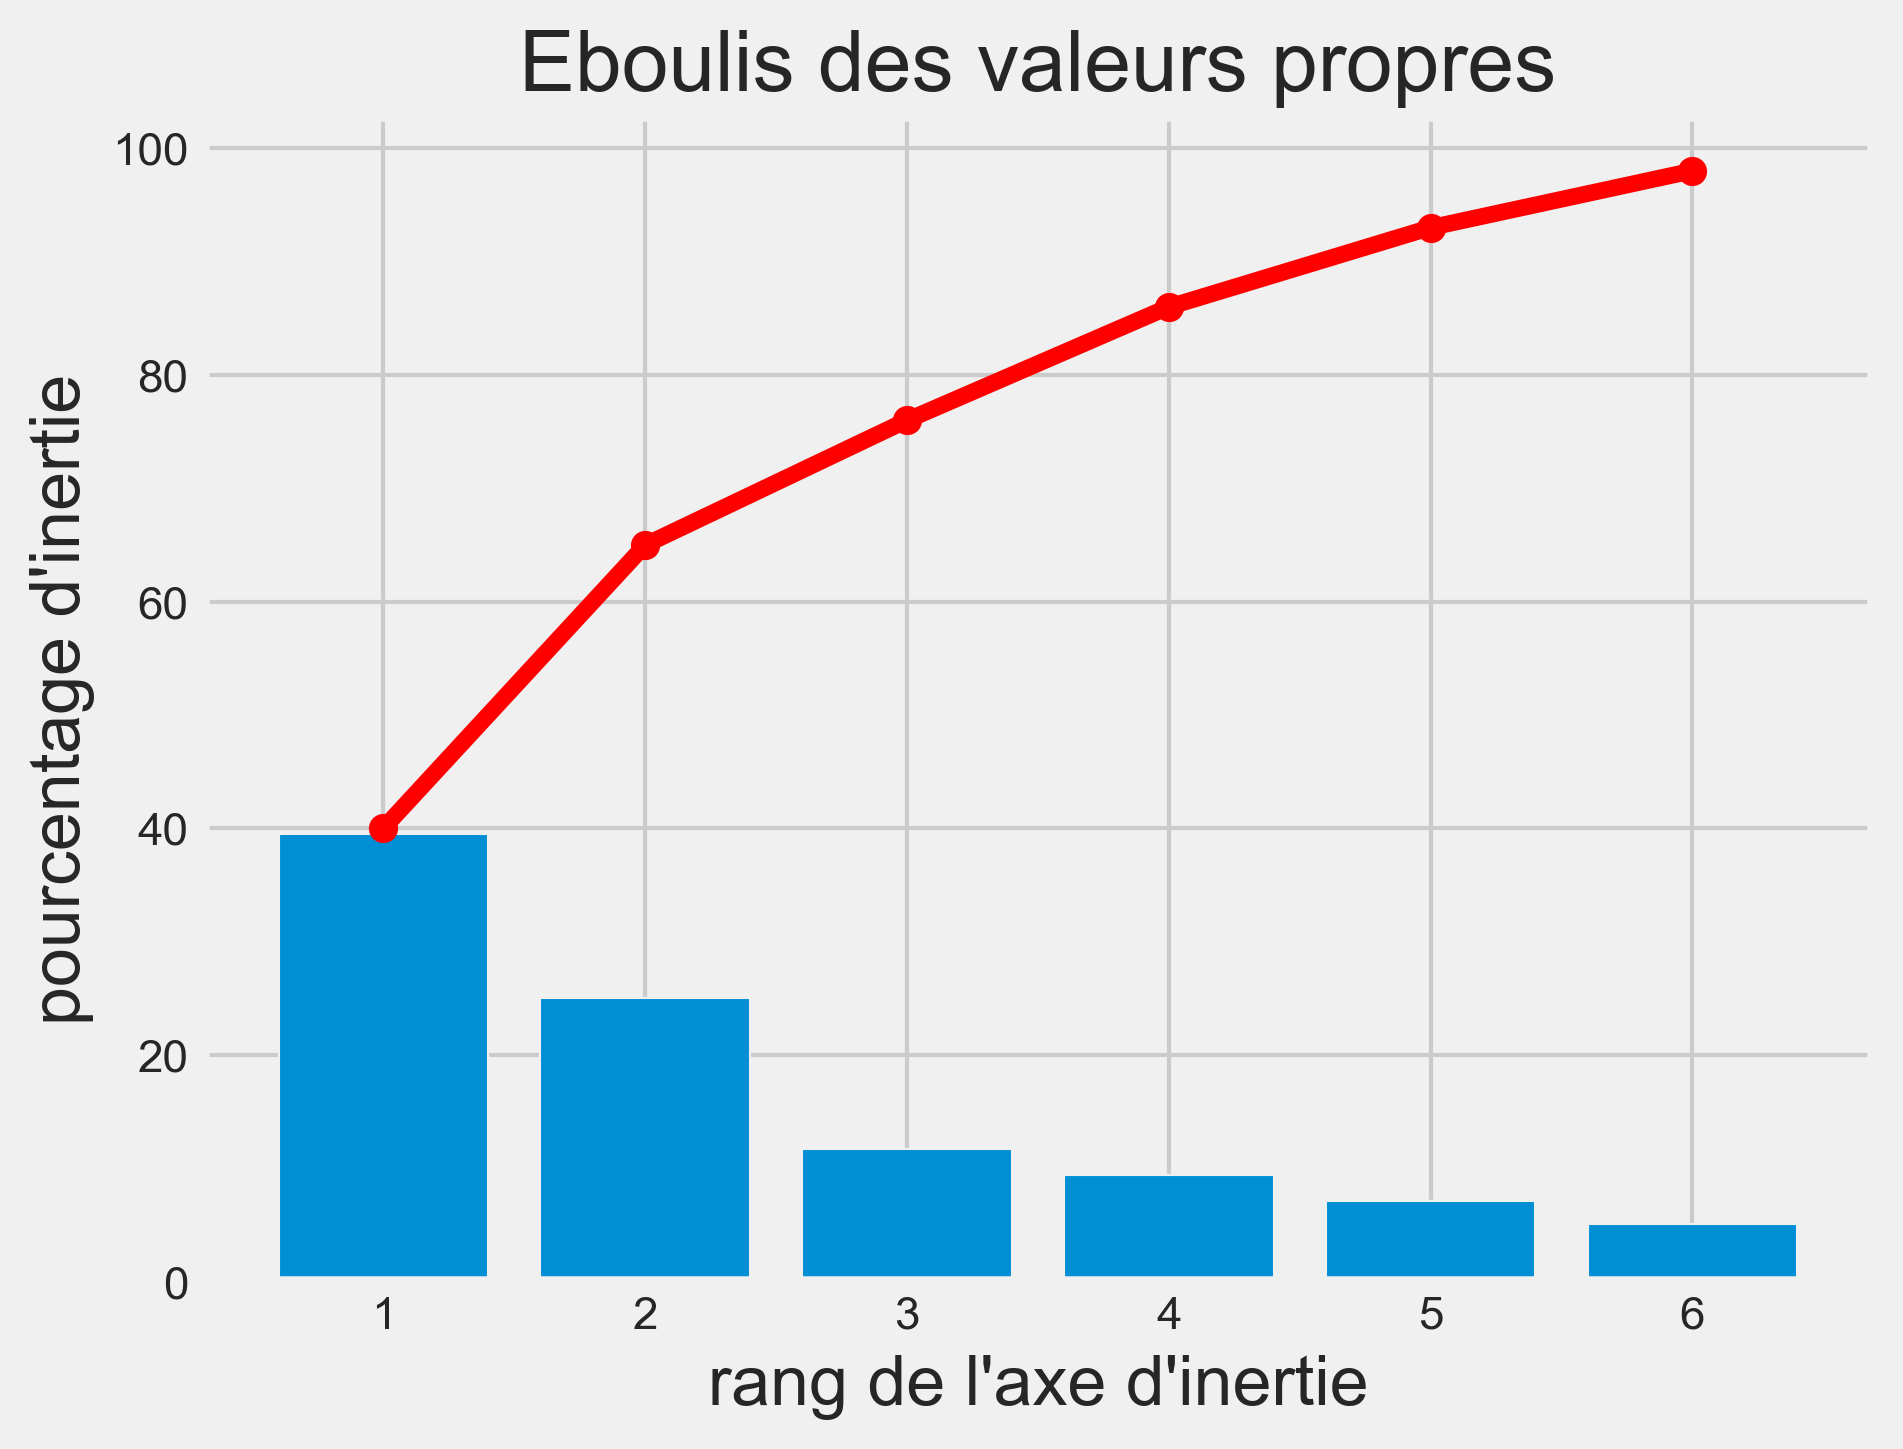 Eboulis des valeurs propres
pourcentage d'inertie
100
80
60
40
20
0
1 2 3 4 5 6
rang de l'axe d'inertie